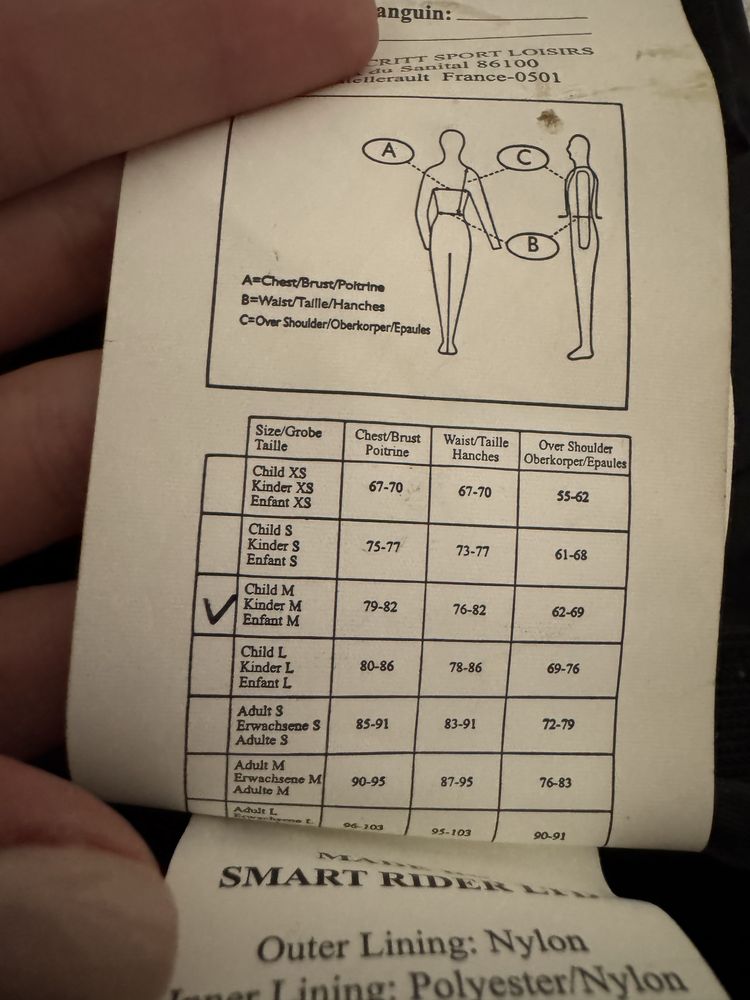 anguin:
CRITT SPORT LOISIRS
du Sanital 86100
France-0501
A
C
B
A=Chest/Brust/Poitrine
B=Waist/Taille/Hanches
C=Over Shoulder/Oberkorper/Epaules
Size/Grobe Taille
Chest/Brust Poitrine
Waist/Taille Hanches
Over Shoulder Oberkorper/Epaules
Child XS
Kinder XS
Enfant XS
67-70
67-70
55-62
Child S
Kinder S
Enfant S
75-77
73-77
61-68
Child M
Kinder M
Enfant M
79-82
76-82
62-69
Child L
Kinder L
Enfant L
80-86
78-86
69-76
Adult S
Erwachsene S
Adulte S
85-91
83-91
72-79
Adult M
Erwachsene M
Adulte M
90-95
87-95
76-83
Adult L
96-103
95-103
90-91
SMART RIDER LTD
Outer Lining: Nylon
Inner Lining: Polyester/Nylon